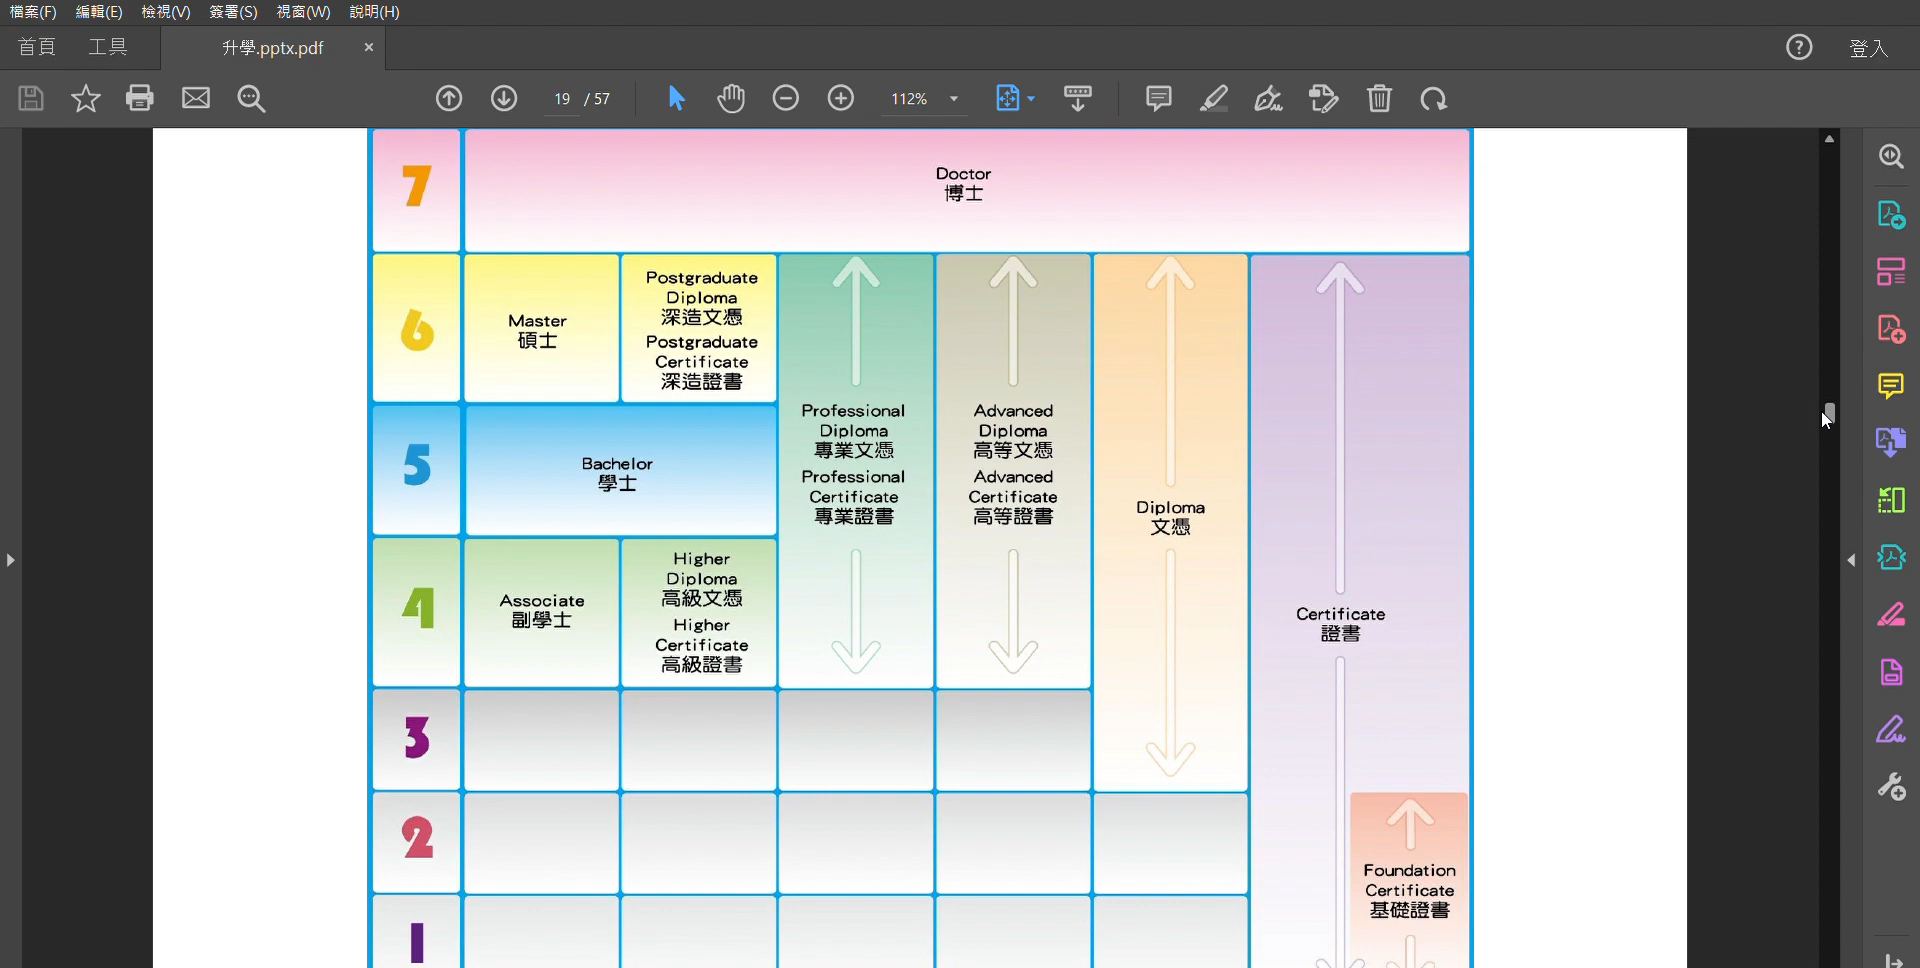 檔案(F) 編輯(E) 檢視(V) 簽署(S) 視窗(W) 說明(H)
首頁 工具 升學.pptx.pdf × ? 登入
19 / 57 112%
7
Doctor
博士
6
Master
碩士
Postgraduate
Diploma
深造文憑
Postgraduate
Certificate
深造證書
5
Bachelor
學士
Professional
Diploma
專業文憑
Professional
Certificate
專業證書
Advanced
Diploma
高等文憑
Advanced
Certificate
高等證書
Diploma
文憑
4
Associate
副學士
Higher
Diploma
高級文憑
Higher
Certificate
高級證書
Certificate
證書
3
2
Foundation
Certificate
基礎證書
1